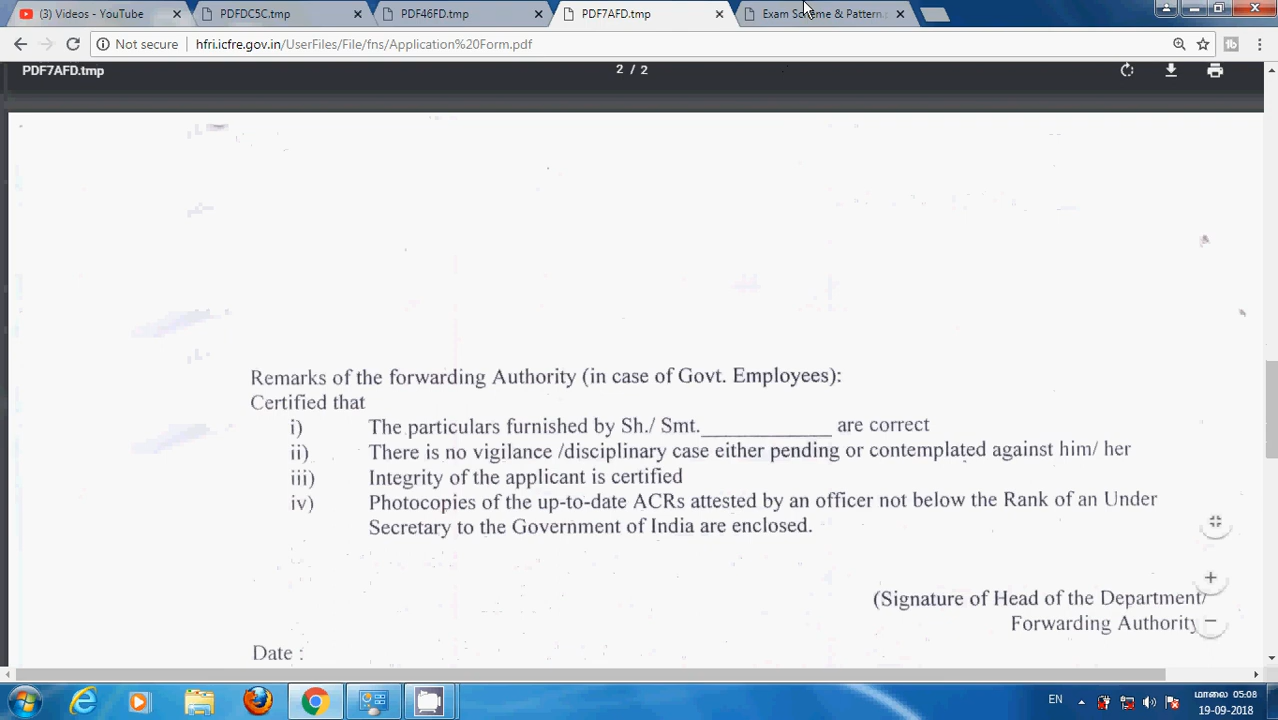 (3) Videos - YouTube
PDFDC5C.tmp
PDF46FD.tmp
PDF7AFD.tmp
Exam Scheme & Pattern
Not secure
hfri.icfre.gov.in/UserFiles/File/fns/Application%20Form.pdf
PDF7AFD.tmp
2 / 2
Remarks of the forwarding Authority (in case of Govt. Employees):
Certified that
i) The particulars furnished by Sh./ Smt.____________ are correct
ii) There is no vigilance /disciplinary case either pending or contemplated against him/ her
iii) Integrity of the applicant is certified
iv) Photocopies of the up-to-date ACRs attested by an officer not below the Rank of an Under
Secretary to the Government of India are enclosed.
(Signature of Head of the Department/
Forwarding Authority
Date :
EN
மாலை 05:08
19-09-2018